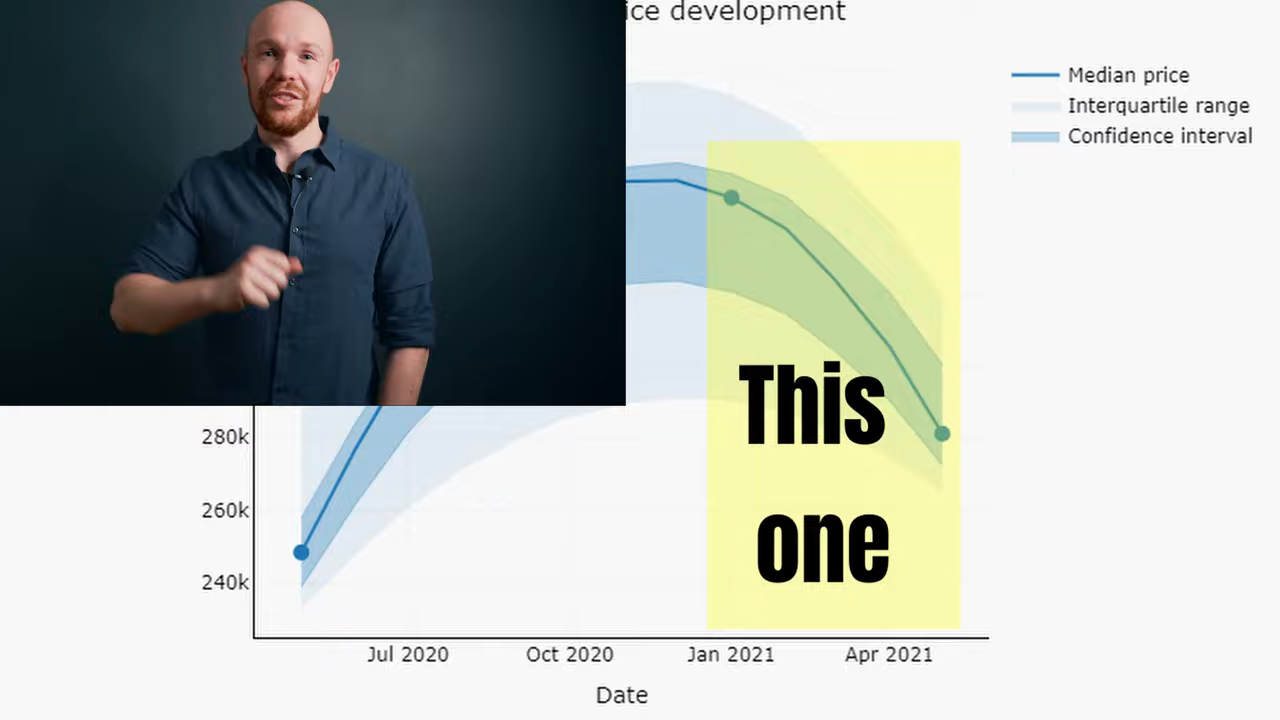 ice development
Median price
Interquartile range
Confidence interval
This
one
280k
260k
240k
Jul 2020 Oct 2020 Jan 2021 Apr 2021
Date